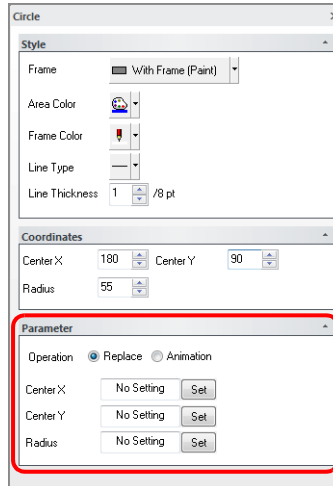 Circle
Style
Frame With Frame (Paint)
Area Color
Frame Color
Line Type
Line Thickness 1 /8 pt
Coordinates
Center X 180 Center Y 90
Radius 55
Parameter
Operation Replace Animation
Center X No Setting Set
Center Y No Setting Set
Radius No Setting Set